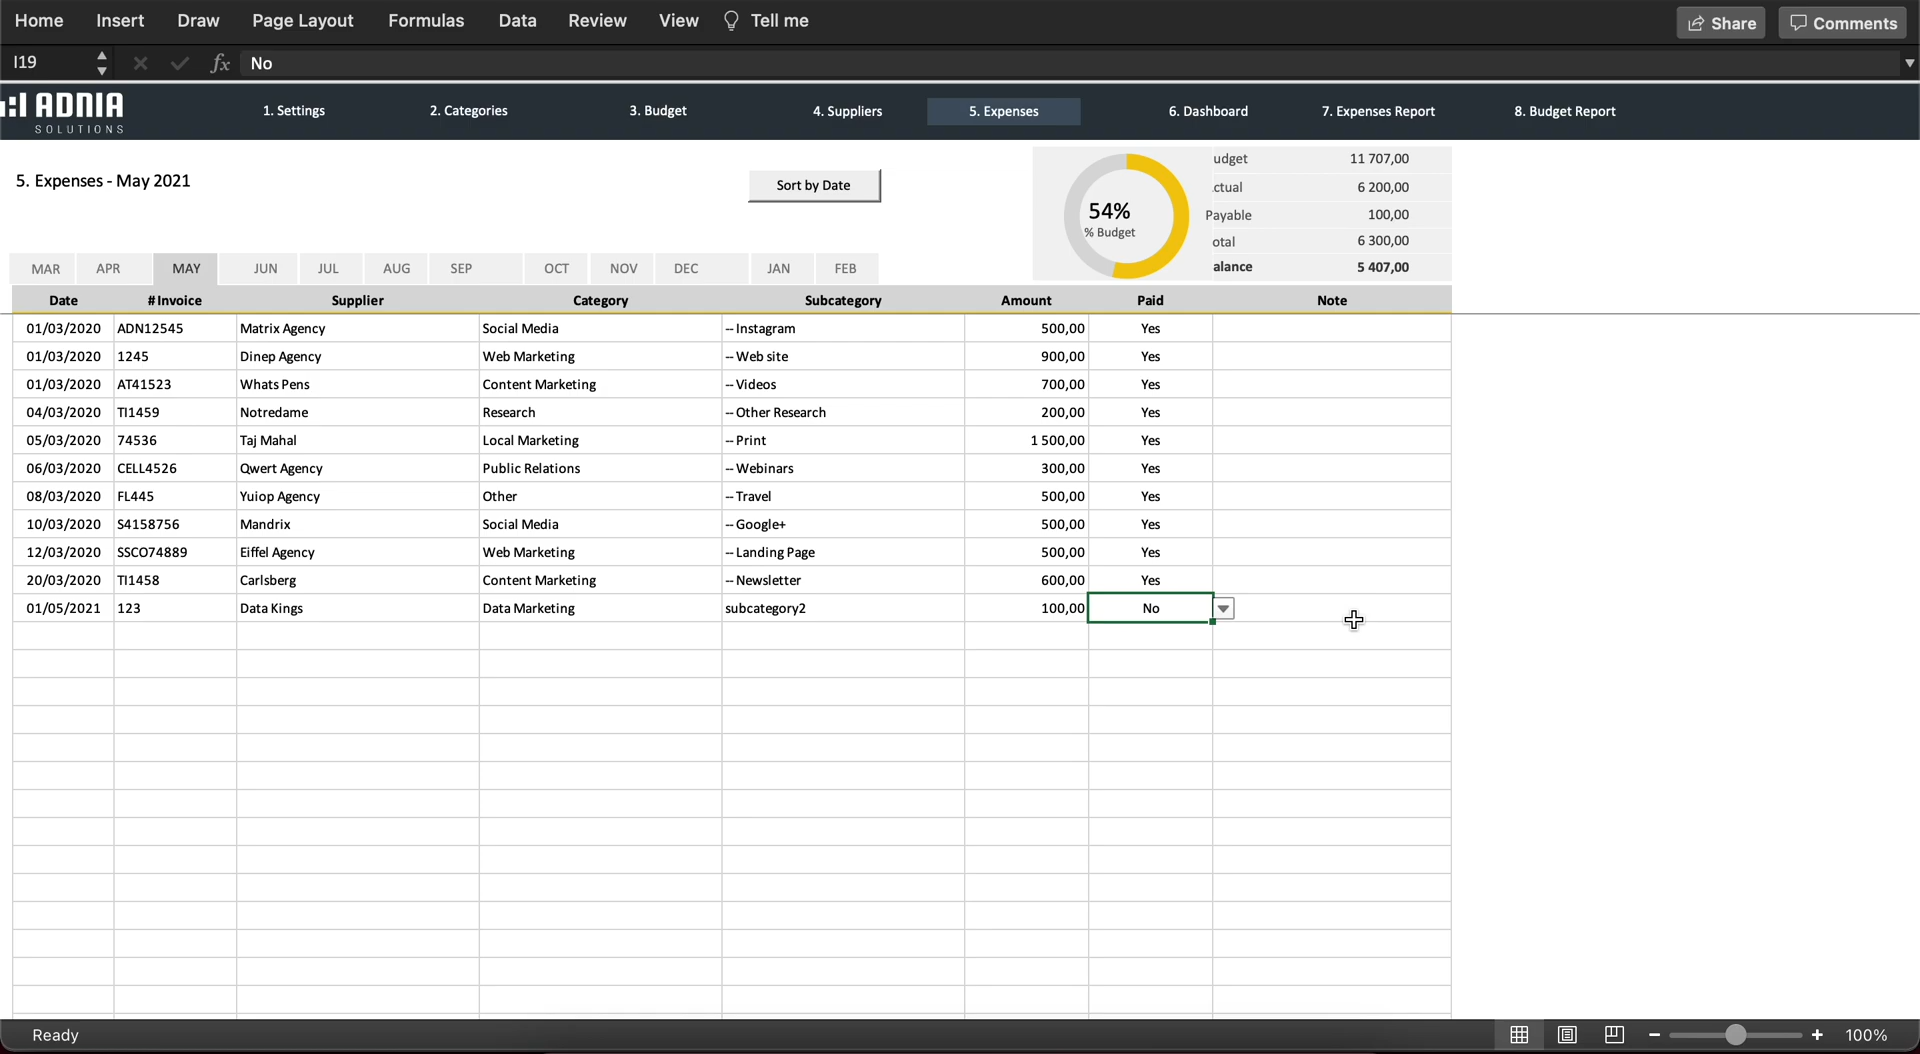 Home Insert Draw Page Layout Formulas Data Review View Tell me Share Comments
I19 fx No
ADNIA
SOLUTIONS
1. Settings 2. Categories 3. Budget 4. Suppliers 5. Expenses 6. Dashboard 7. Expenses Report 8. Budget Report
5. Expenses - May 2021
Sort by Date
54%
% Budget
udget 11 707,00
ctual 6 200,00
Payable 100,00
otal 6 300,00
alance 5 407,00
MAR APR MAY JUN JUL AUG SEP OCT NOV DEC JAN FEB
Date # Invoice Supplier Category Subcategory Amount Paid Note
01/03/2020 ADN12545 Matrix Agency Social Media -- Instagram 500,00 Yes
01/03/2020 1245 Dinep Agency Web Marketing -- Web site 900,00 Yes
01/03/2020 AT41523 Whats Pens Content Marketing -- Videos 700,00 Yes
04/03/2020 TI1459 Notredame Research -- Other Research 200,00 Yes
05/03/2020 74536 Taj Mahal Local Marketing -- Print 1 500,00 Yes
06/03/2020 CELL4526 Qwert Agency Public Relations -- Webinars 300,00 Yes
08/03/2020 FL445 Yuiop Agency Other -- Travel 500,00 Yes
10/03/2020 S4158756 Mandrix Social Media -- Google+ 500,00 Yes
12/03/2020 SSCO74889 Eiffel Agency Web Marketing -- Landing Page 500,00 Yes
20/03/2020 TI1458 Carlsberg Content Marketing -- Newsletter 600,00 Yes
01/05/2021 123 Data Kings Data Marketing subcategory2 100,00 No
Ready 100%